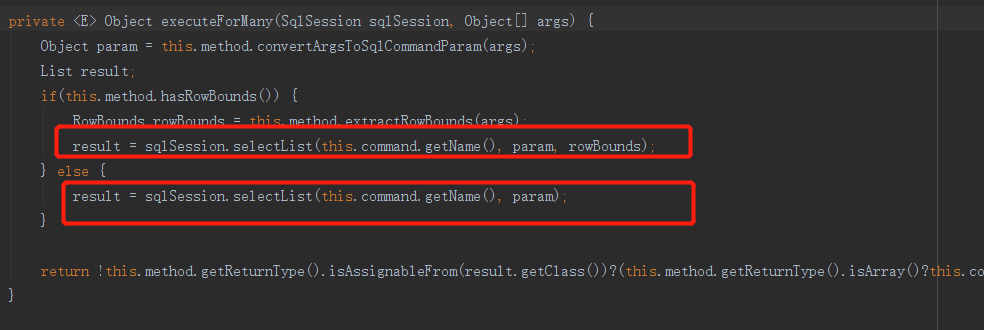 private <E> Object executeForMany(SqlSession sqlSession, Object[] args) {
Object param = this.method.convertArgsToSqlCommandParam(args);
List result;
if(this.method.hasRowBounds()) {
RowBounds rowBounds = this.method.extractRowBounds(args);
result = sqlSession.selectList(this.command.getName(), param, rowBounds);
} else {
result = sqlSession.selectList(this.command.getName(), param);
}
return !this.method.getReturnType().isAssignableFrom(result.getClass())?(this.method.getReturnType().isArray()?this.co
}